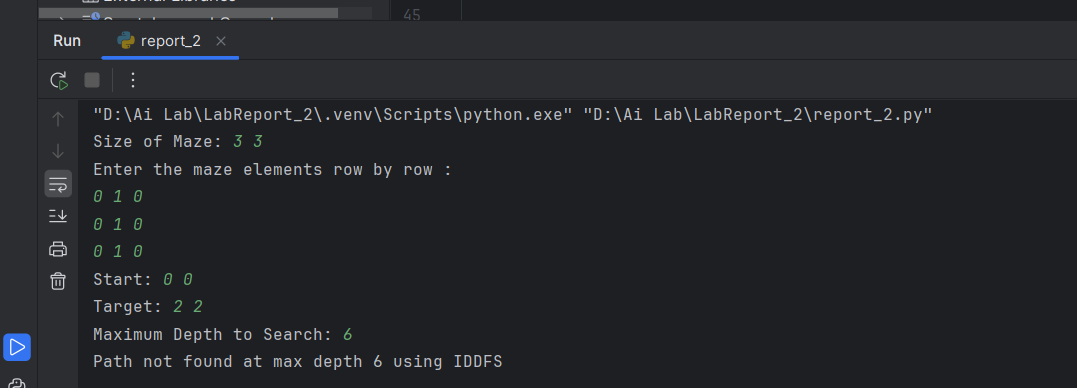 45
Run
report_2
"D:\Ai Lab\LabReport_2\.venv\Scripts\python.exe" "D:\Ai Lab\LabReport_2\report_2.py"
Size of Maze: 3 3
Enter the maze elements row by row :
0 1 0
0 1 0
0 1 0
Start: 0 0
Target: 2 2
Maximum Depth to Search: 6
Path not found at max depth 6 using IDDFS